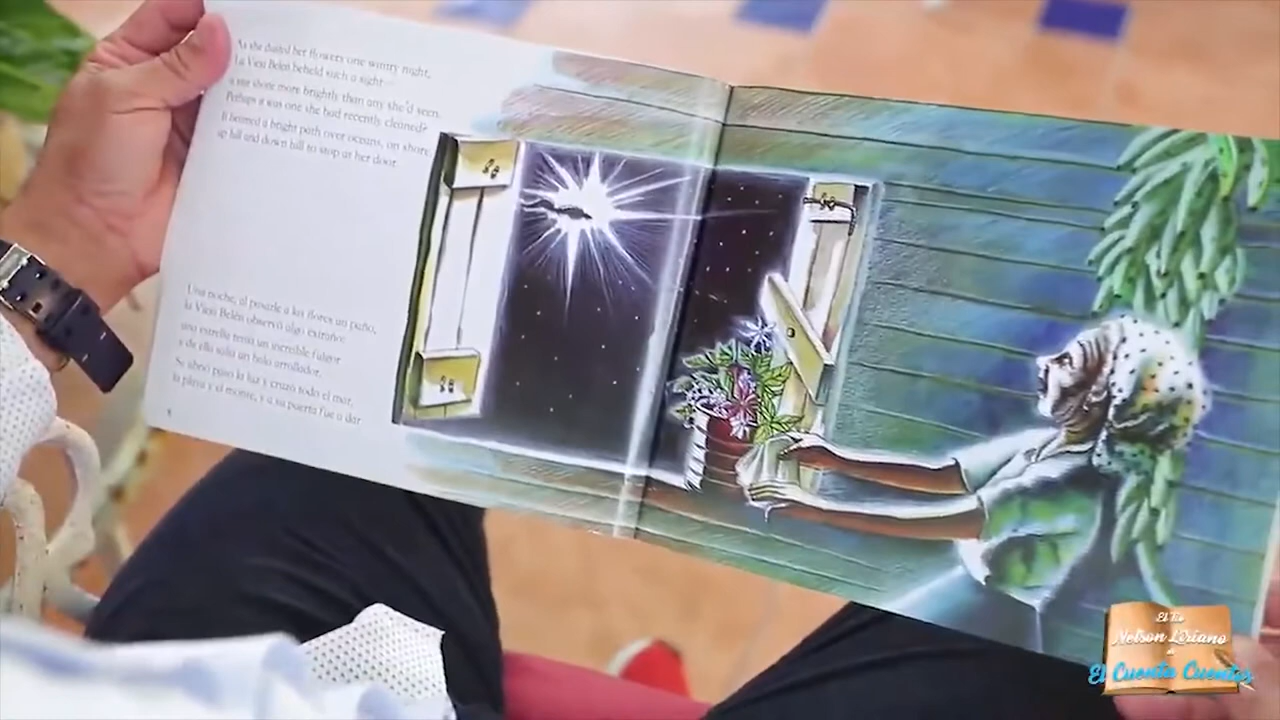 As she dusted her flowers one wintry night,
La Vieja Belén beheld such a sight—
a star shone more brightly than any she'd seen.
Perhaps it was one she had recently cleaned?
It beamed a bright path over oceans, on shore,
up hill and down hill to stop at her door.
Una noche, al pasarle a las flores un paño,
la Vieja Belén observó algo extraño:
una estrella tenía un increíble fulgor
y de ella salía un halo arrollador.
Se abrió paso la luz y cruzó todo el mar,
la playa y el monte, y a su puerta fue a dar.
El Tío
Nelson Liriano
El Cuenta Cuentos